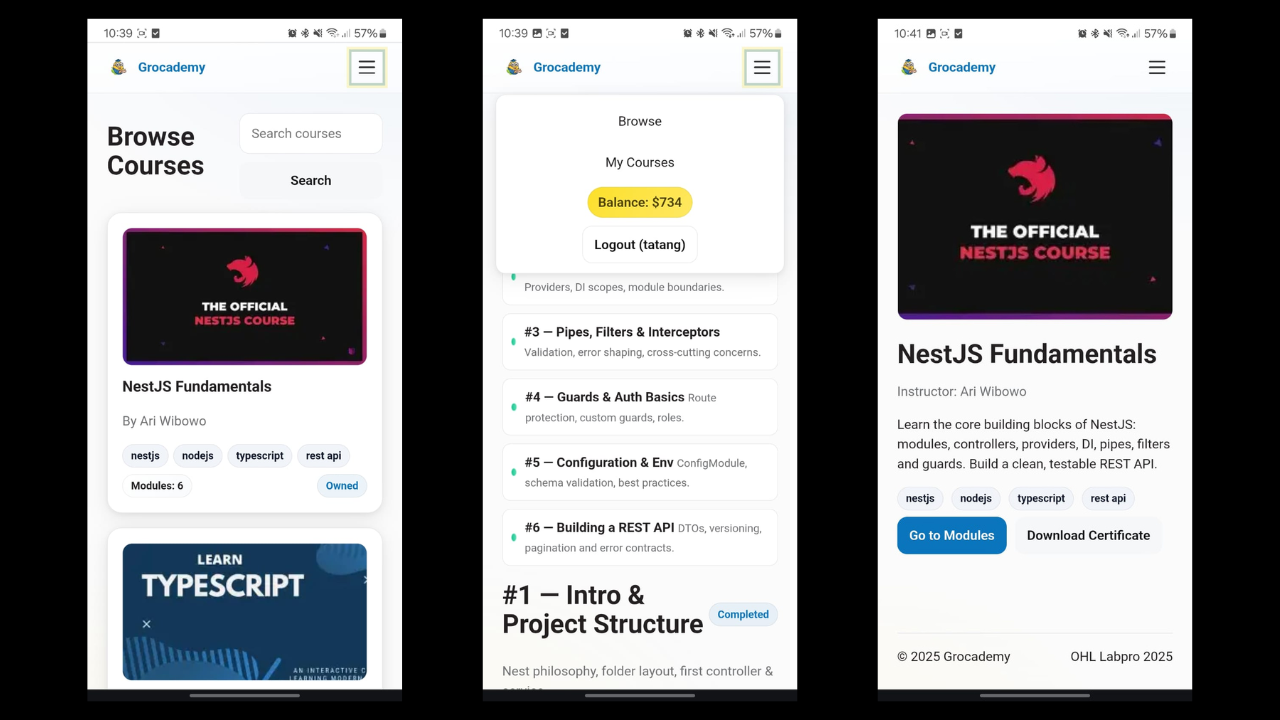 10:39
57%
Grocademy
Browse
Courses
Search courses
Search
THE OFFICIAL
NESTJS COURSE
NestJS Fundamentals
By Ari Wibowo
nestjs nodejs typescript rest api
Modules: 6 Owned
LEARN
TYPESCRIPT
AN INTERACTIVE C
LEARNING MODERN
10:39
57%
Grocademy
Browse
My Courses
Balance: $734
Logout (tatang)
Providers, DI scopes, module boundaries.
#3 — Pipes, Filters & Interceptors
Validation, error shaping, cross-cutting concerns.
#4 — Guards & Auth Basics Route
protection, custom guards, roles.
#5 — Configuration & Env ConfigModule,
schema validation, best practices.
#6 — Building a REST API DTOs, versioning,
pagination and error contracts.
#1 — Intro &
Project Structure
Completed
Nest philosophy, folder layout, first controller &
10:41
57%
Grocademy
THE OFFICIAL
NESTJS COURSE
NestJS Fundamentals
Instructor: Ari Wibowo
Learn the core building blocks of NestJS:
modules, controllers, providers, DI, pipes, filters
and guards. Build a clean, testable REST API.
nestjs nodejs typescript rest api
Go to Modules Download Certificate
© 2025 Grocademy OHL Labpro 2025